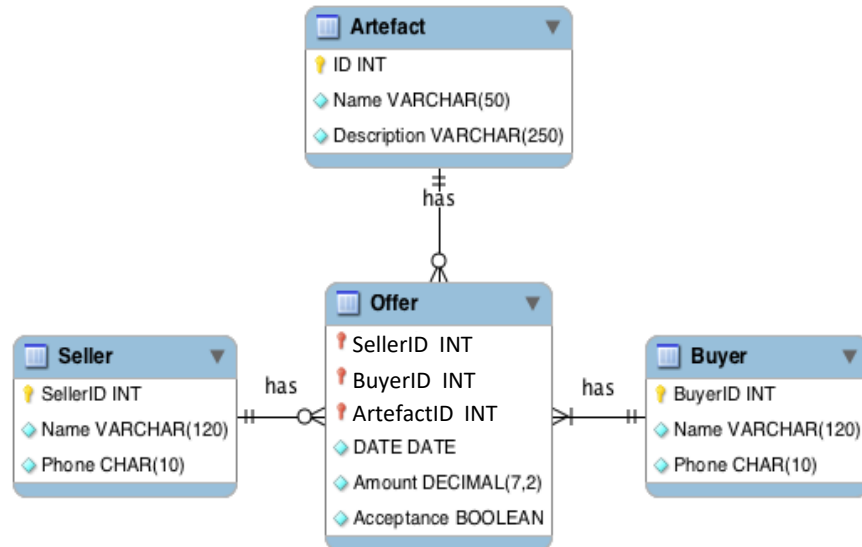 Artefact
ID INT
Name VARCHAR(50)
Description VARCHAR(250)
has
Offer
SellerID INT
BuyerID INT
ArtefactID INT
DATE DATE
Amount DECIMAL(7,2)
Acceptance BOOLEAN
Seller
SellerID INT
Name VARCHAR(120)
Phone CHAR(10)
has
has
Buyer
BuyerID INT
Name VARCHAR(120)
Phone CHAR(10)